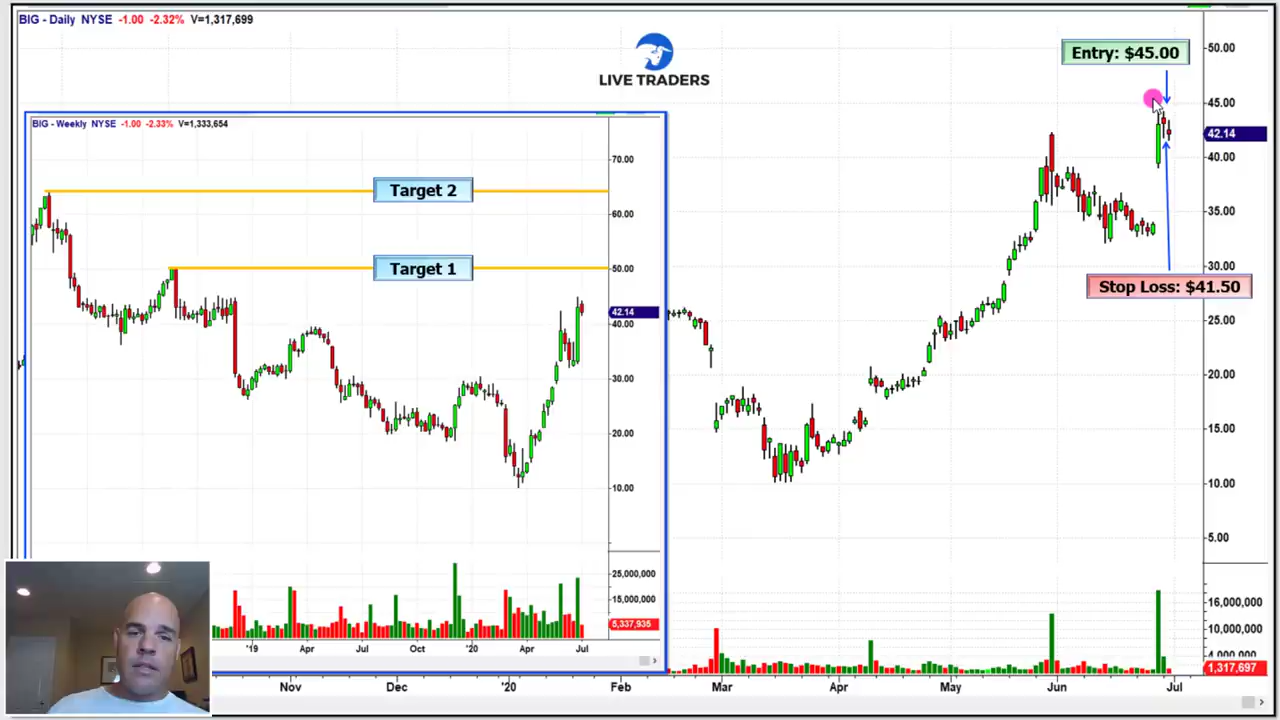 BIG - Daily NYSE -1.00 -2.32% V=1,317,699
LIVE TRADERS
Entry: $45.00
50.00
45.00
42.14
40.00
35.00
30.00
25.00
20.00
15.00
10.00
5.00
Stop Loss: $41.50
16,000,000
10,000,000
4,000,000
1,317,697
BIG - Weekly NYSE -1.00 -2.33% V=1,333,654
Target 2
Target 1
70.00
60.00
50.00
42.14
40.00
30.00
20.00
10.00
25,000,000
15,000,000
5,337,935
'19 Apr Jul Oct '20 Apr Jul
Nov Dec '20 Feb Mar Apr May Jun Jul